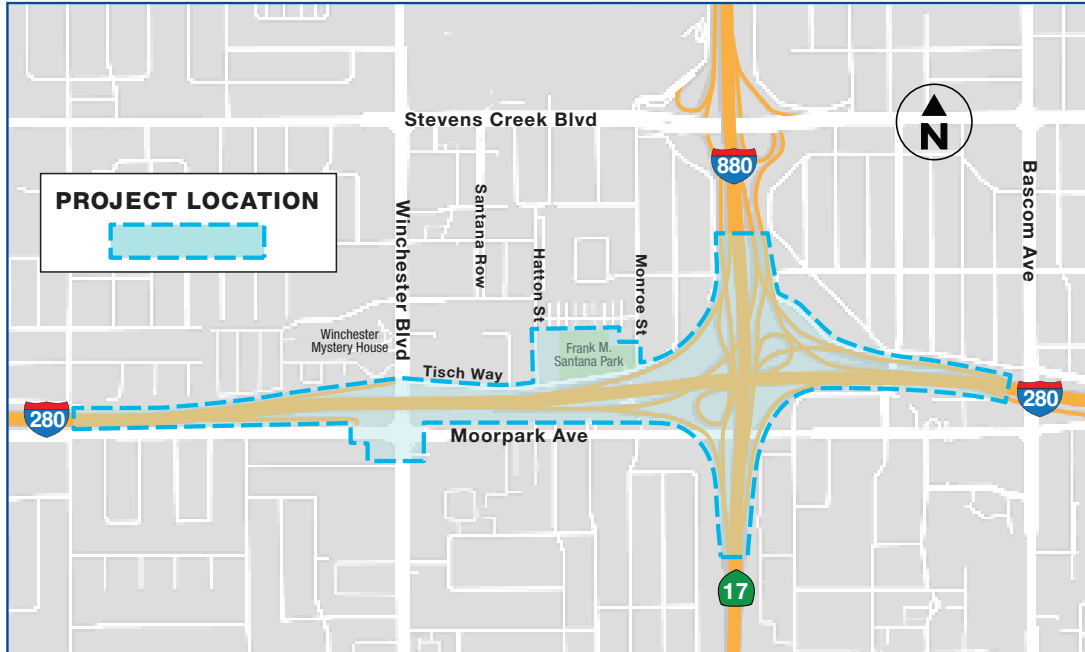 Stevens Creek Blvd
880
N
PROJECT LOCATION
Winchester Blvd
Santana Row
Hatton St
Monroe St
Bascom Ave
Winchester
Mystery House
Frank M.
Santana Park
Tisch Way
280
280
Moorpark Ave
17